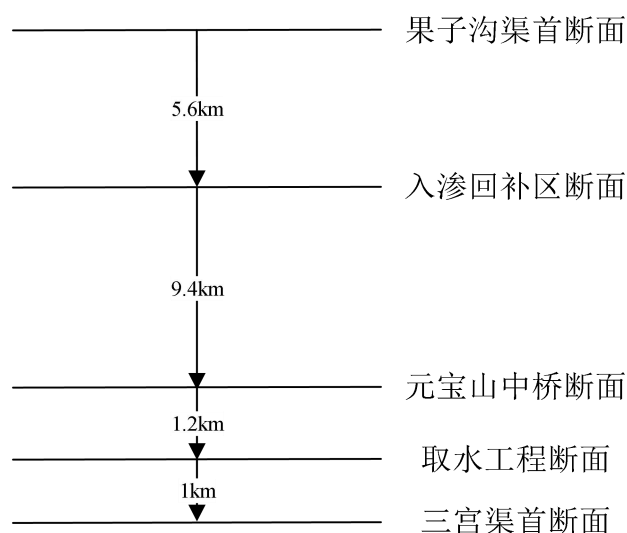 果子沟渠首断面
5.6km
入渗回补区断面
9.4km
元宝山中桥断面
1.2km
取水工程断面
1km
三宫渠首断面